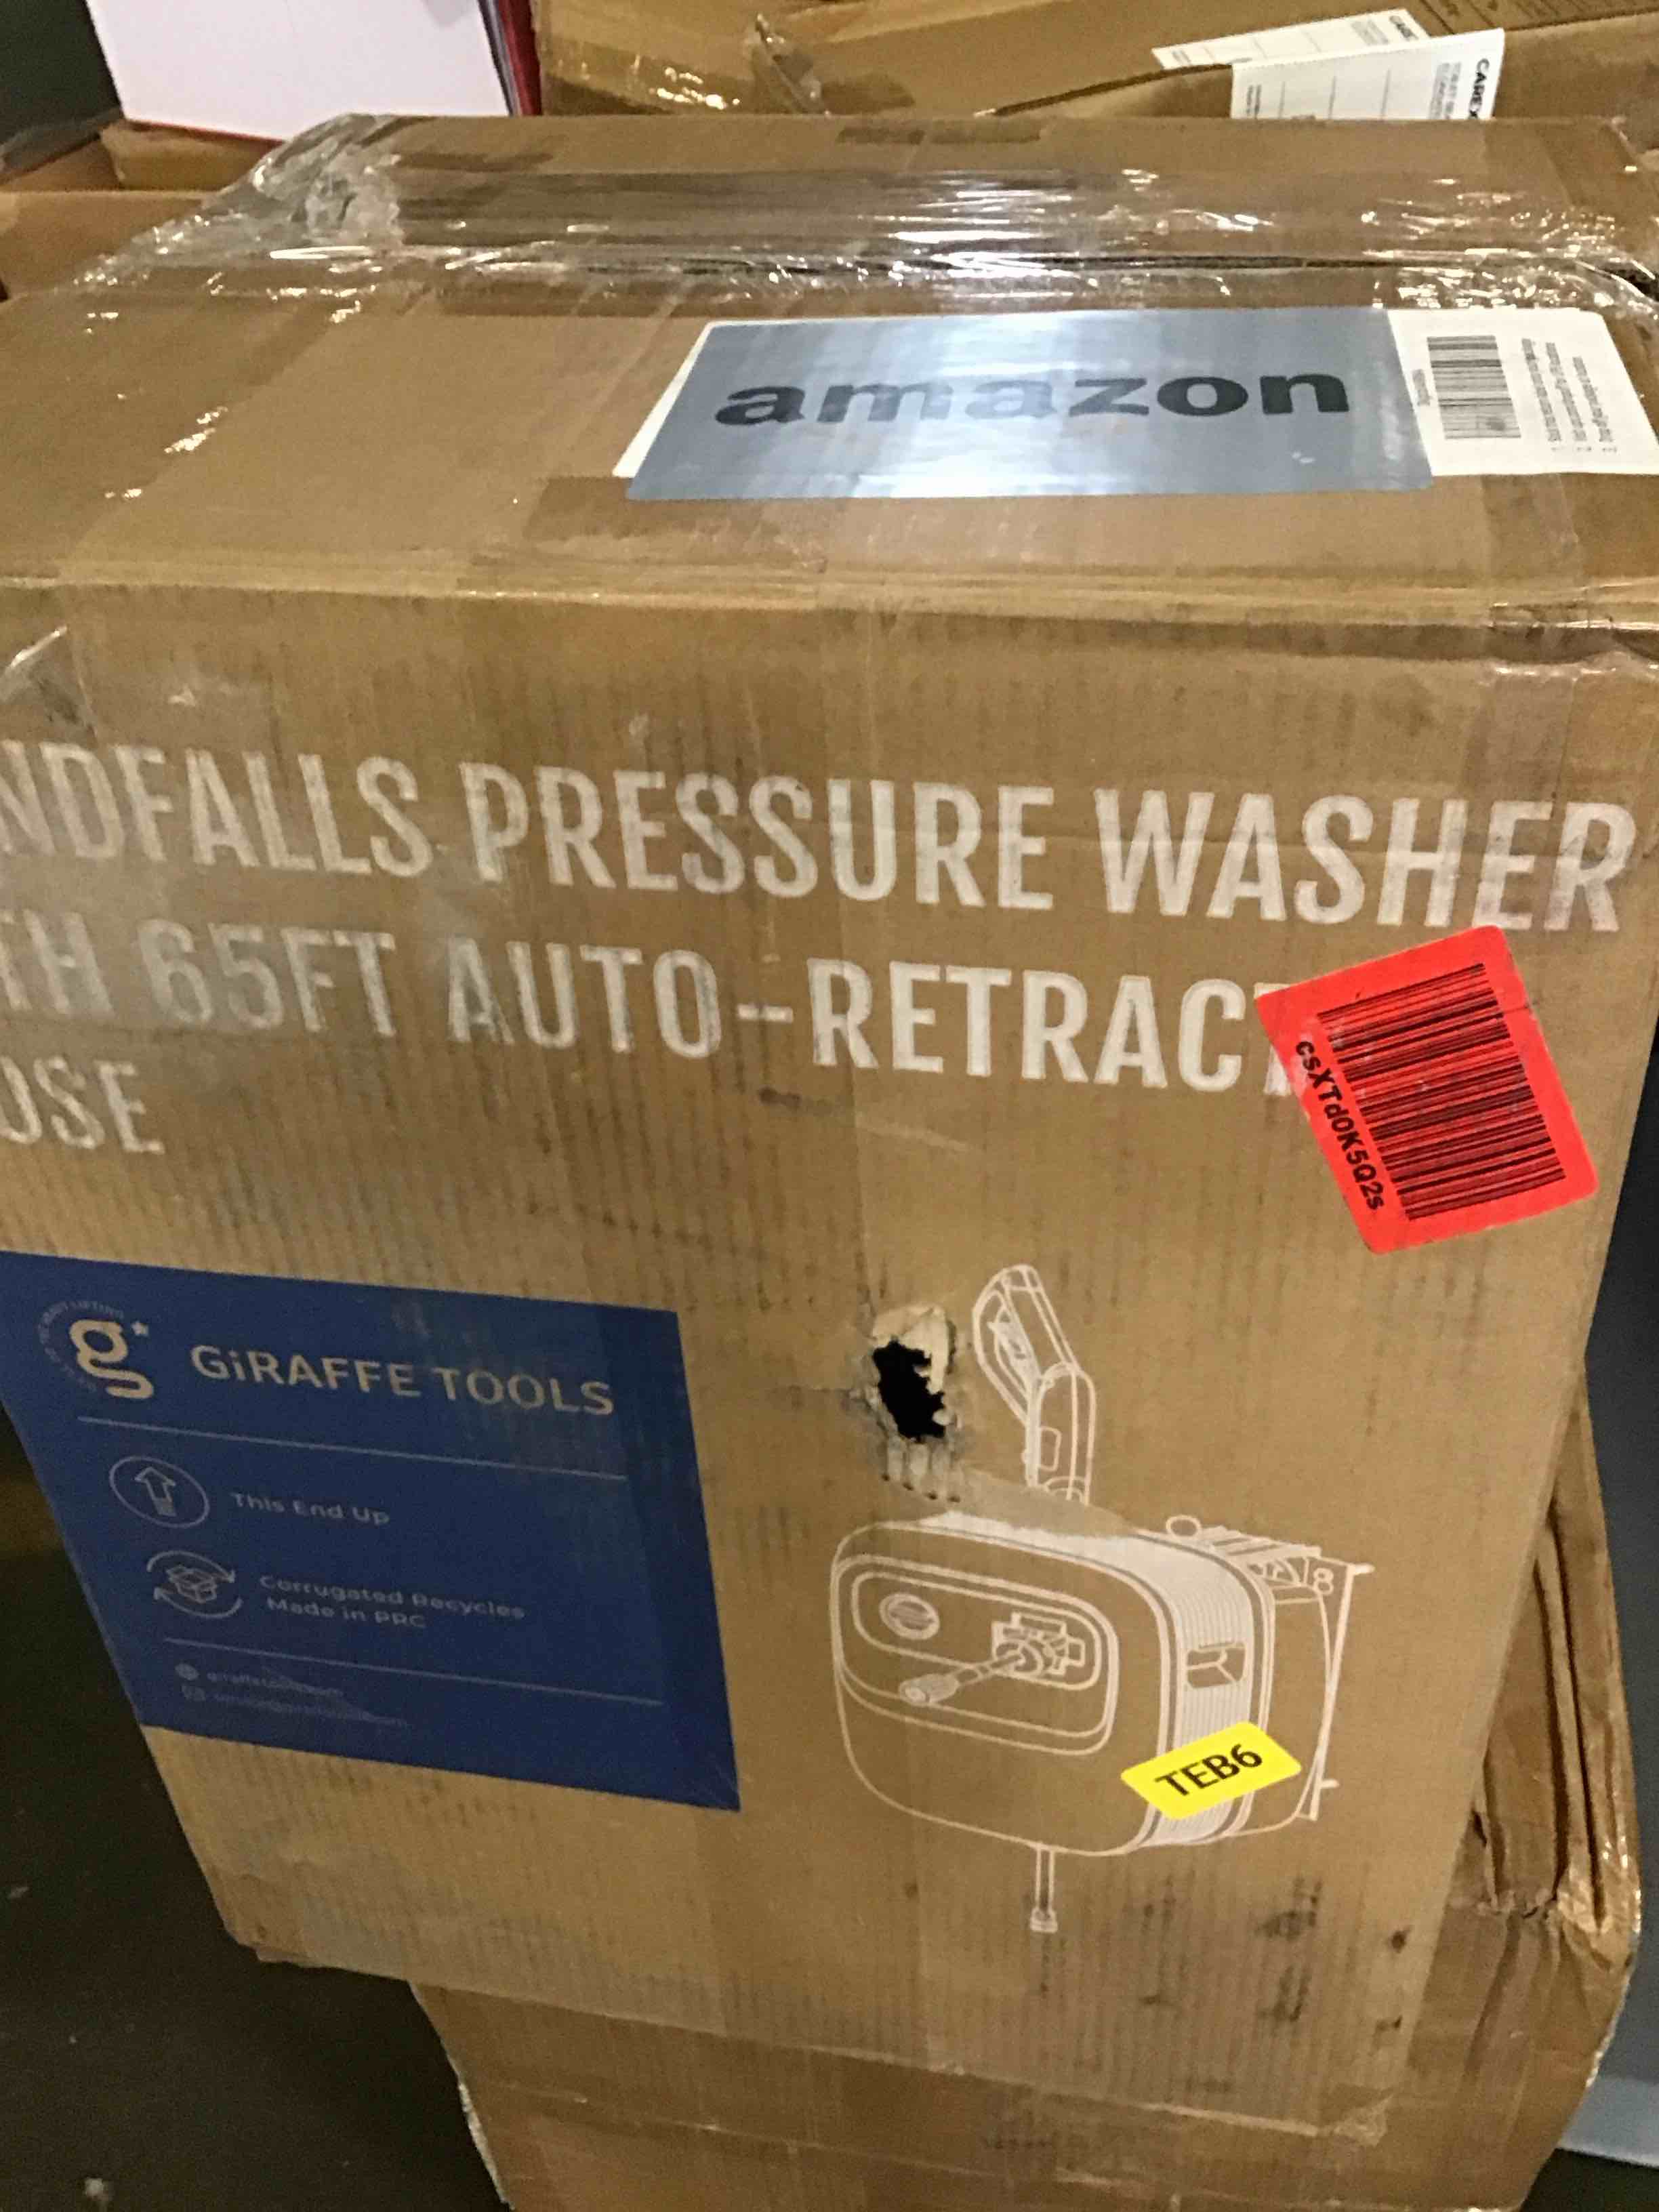 CAREX
amazon
NDFALLS PRESSURE WASHER
TH 65FT AUTO-RETRACT
OSE
csXTd0K5Q2s
g
GiRAFFE TOOLS
This End Up
Corrugated Recycles
Made in PRC
TEB6